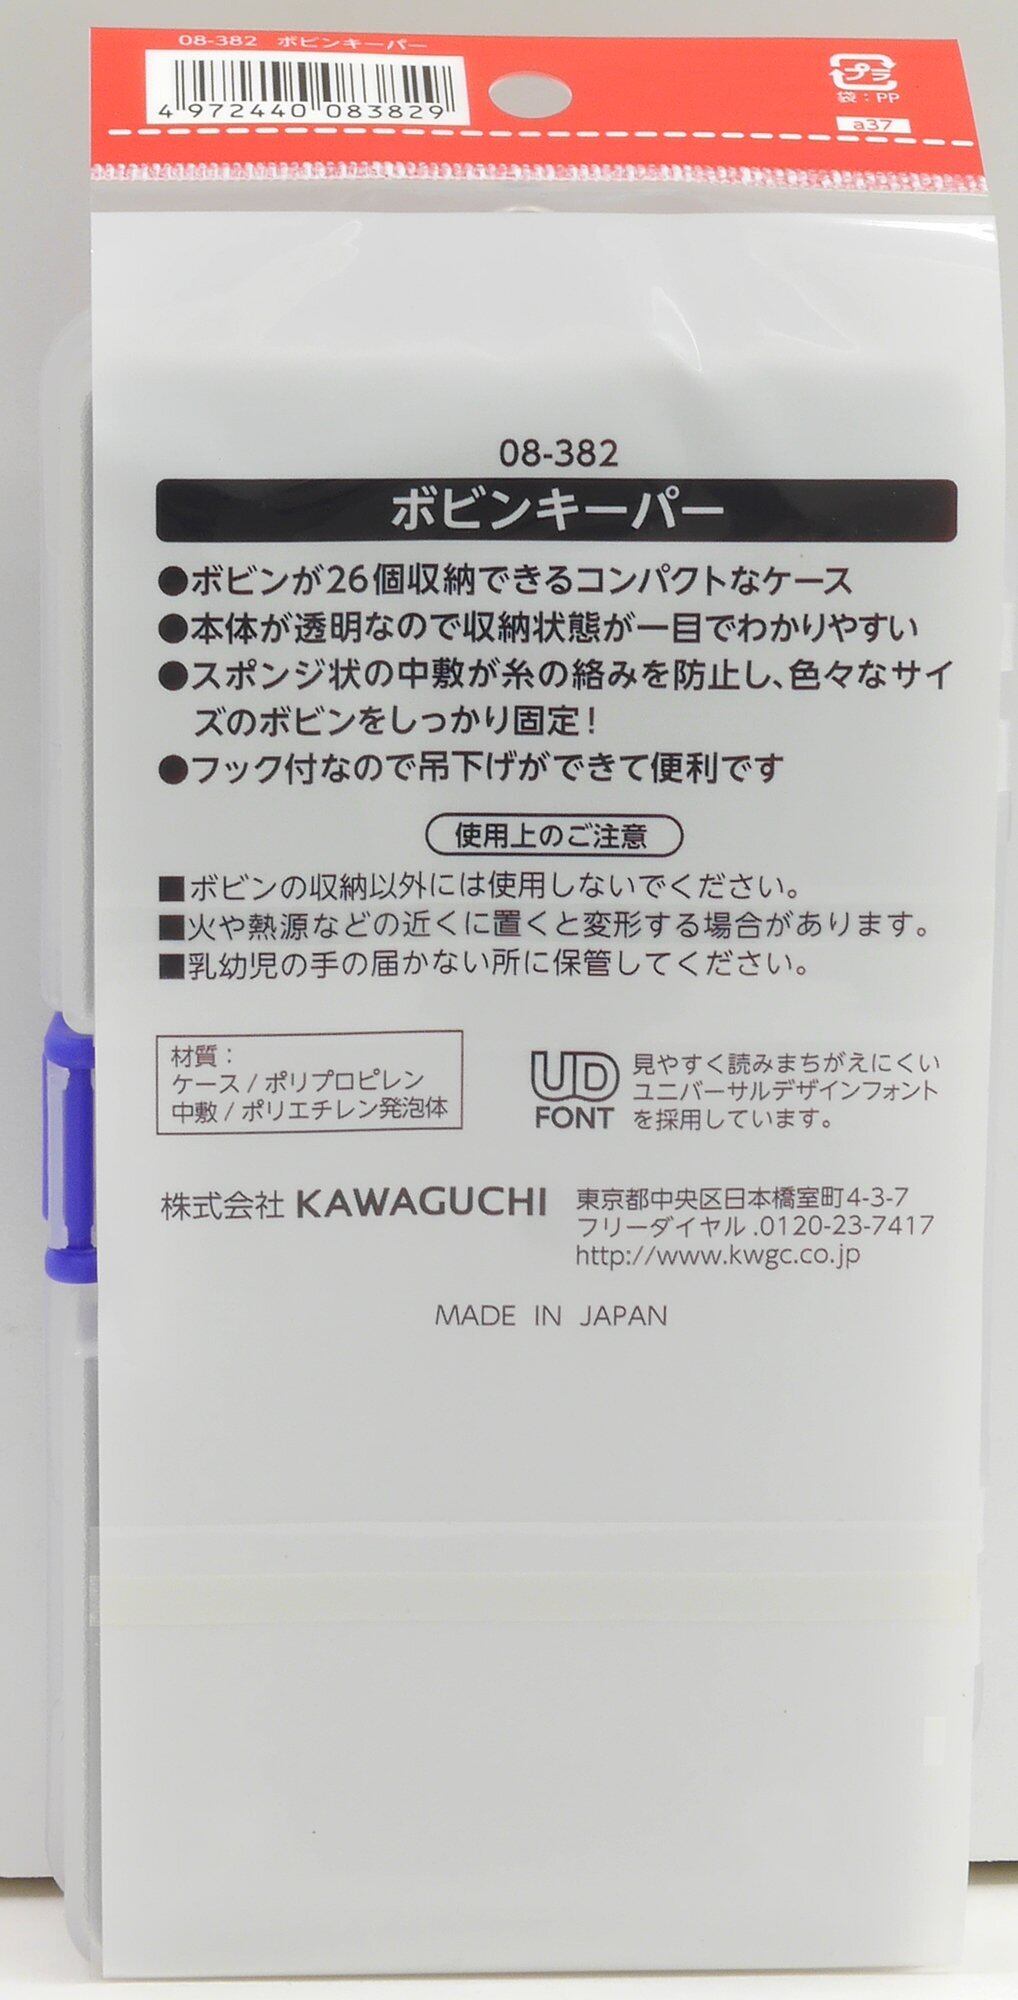 08-382 ボビンキーパー
4 972440 083829
プラ
袋：PP
a37
08-382
ボビンキーパー
●ボビンが26個収納できるコンパクトなケース
●本体が透明なので収納状態が一目でわかりやすい
●スポンジ状の中敷が糸の絡みを防止し、色々なサイ
ズのボビンをしっかり固定！
●フック付なので吊下げができて便利です
使用上のご注意
■ボビンの収納以外には使用しないでください。
■火や熱源などの近くに置くと変形する場合があります。
■乳幼児の手の届かない所に保管してください。
材質：
ケース/ポリプロピレン
中敷/ポリエチレン発泡体
UD
FONT
見やすく読みまちがえにくい
ユニバーサルデザインフォント
を採用しています。
株式会社 KAWAGUCHI
東京都中央区日本橋室町4-3-7
フリーダイヤル.0120-23-7417
http://www.kwgc.co.jp
MADE IN JAPAN